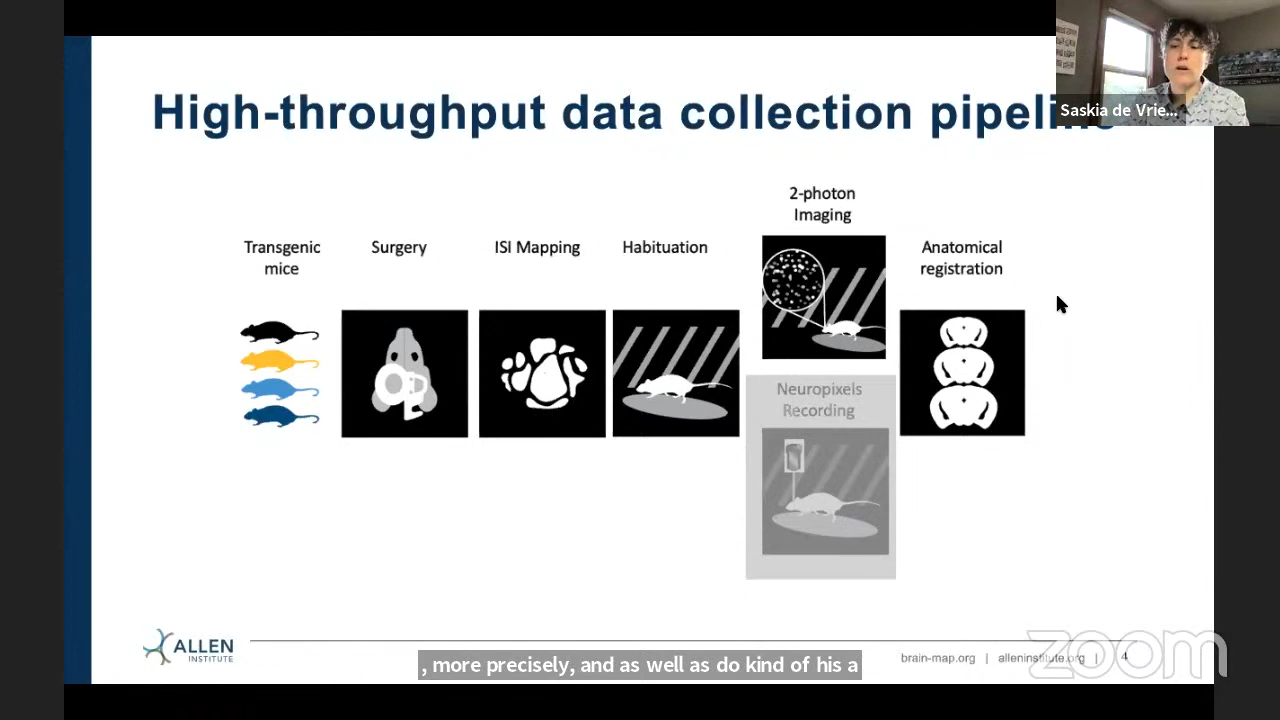 High-throughput data collection pipeline
Saskia de Vrie...
2-photon
Imaging
Transgenic
mice
Surgery
ISI Mapping
Habituation
Anatomical
registration
Neuropixels
Recording
ALLEN
INSTITUTE
brain-map.org | alleninstitute.org | 4
zoom
, more precisely, and as well as do kind of his a